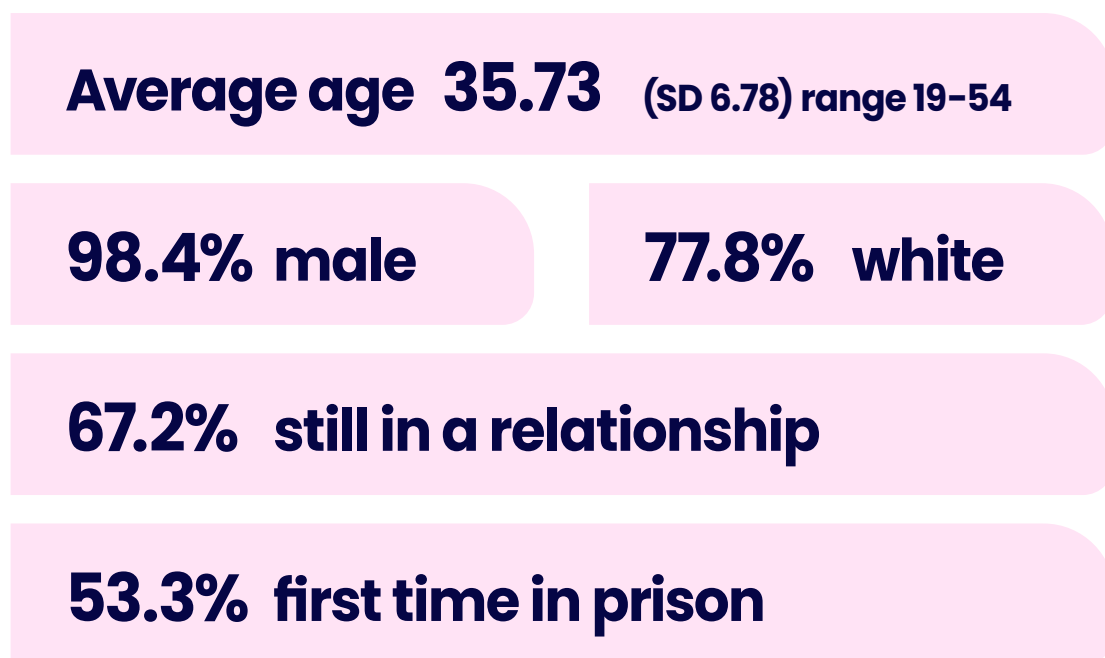 Average age 35.73 (SD 6.78) range 19-54
98.4% male
77.8% white
67.2% still in a relationship
53.3% first time in prison